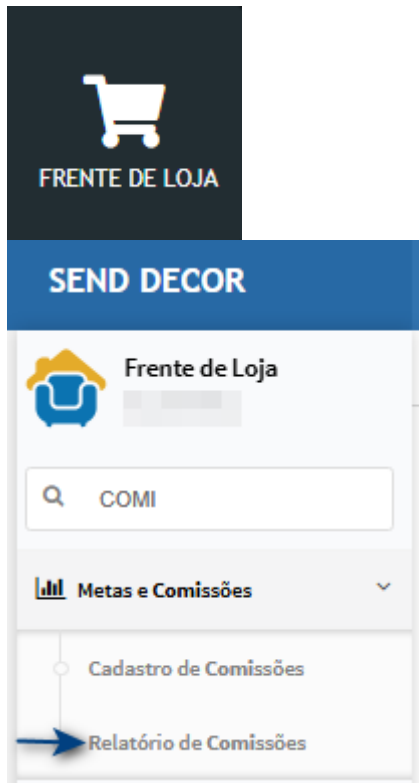 FRENTE DE LOJA
SEND DECOR
Frente de Loja
COMI
Metas e Comissões
Cadastro de Comissões
Relatório de Comissões